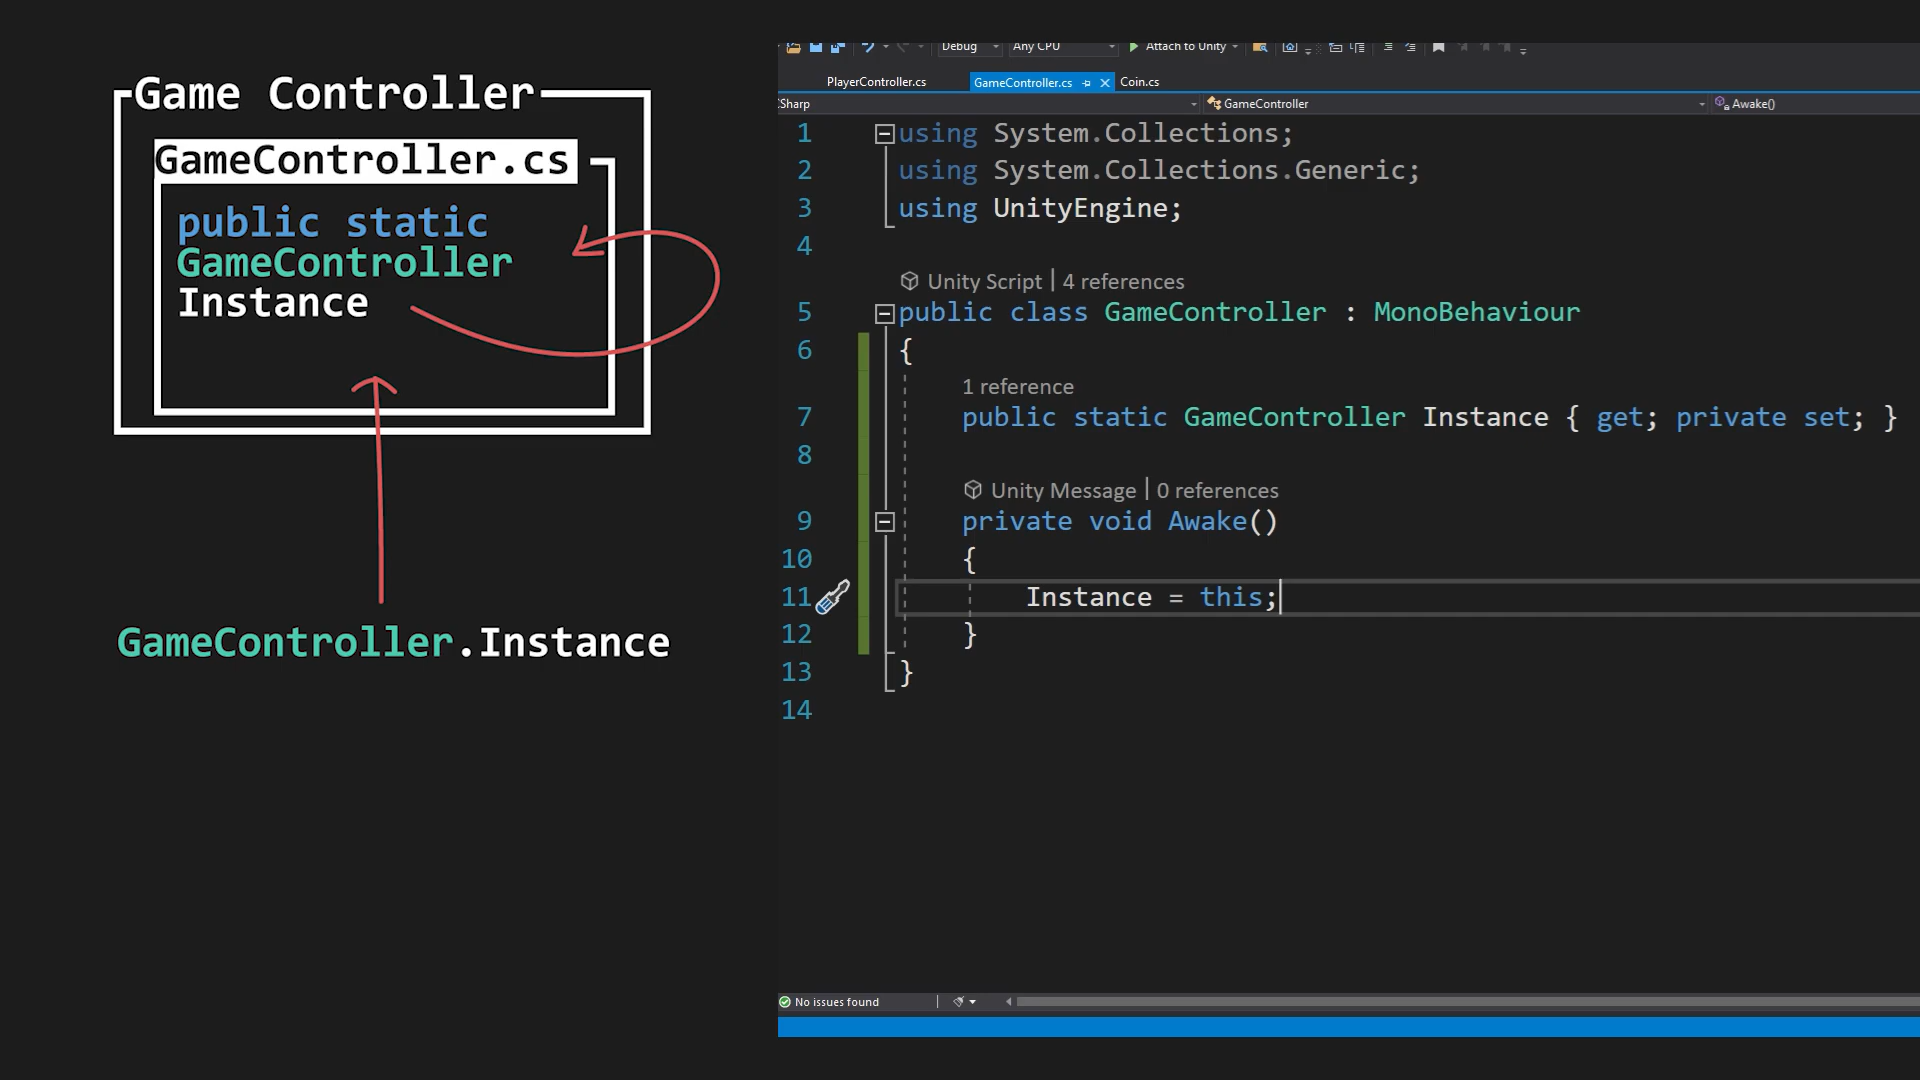 Game Controller
GameController.cs
public static
GameController
Instance
GameController.Instance
Debug Any CPU Attach to Unity
PlayerController.cs GameController.cs Coin.cs
Sharp GameController Awake()
1 using System.Collections;
2 using System.Collections.Generic;
3 using UnityEngine;
4
Unity Script | 4 references
5 public class GameController : MonoBehaviour
6 {
1 reference
7 public static GameController Instance { get; private set; }
8
Unity Message | 0 references
9 private void Awake()
10 {
11 Instance = this;
12 }
13 }
14
No issues found